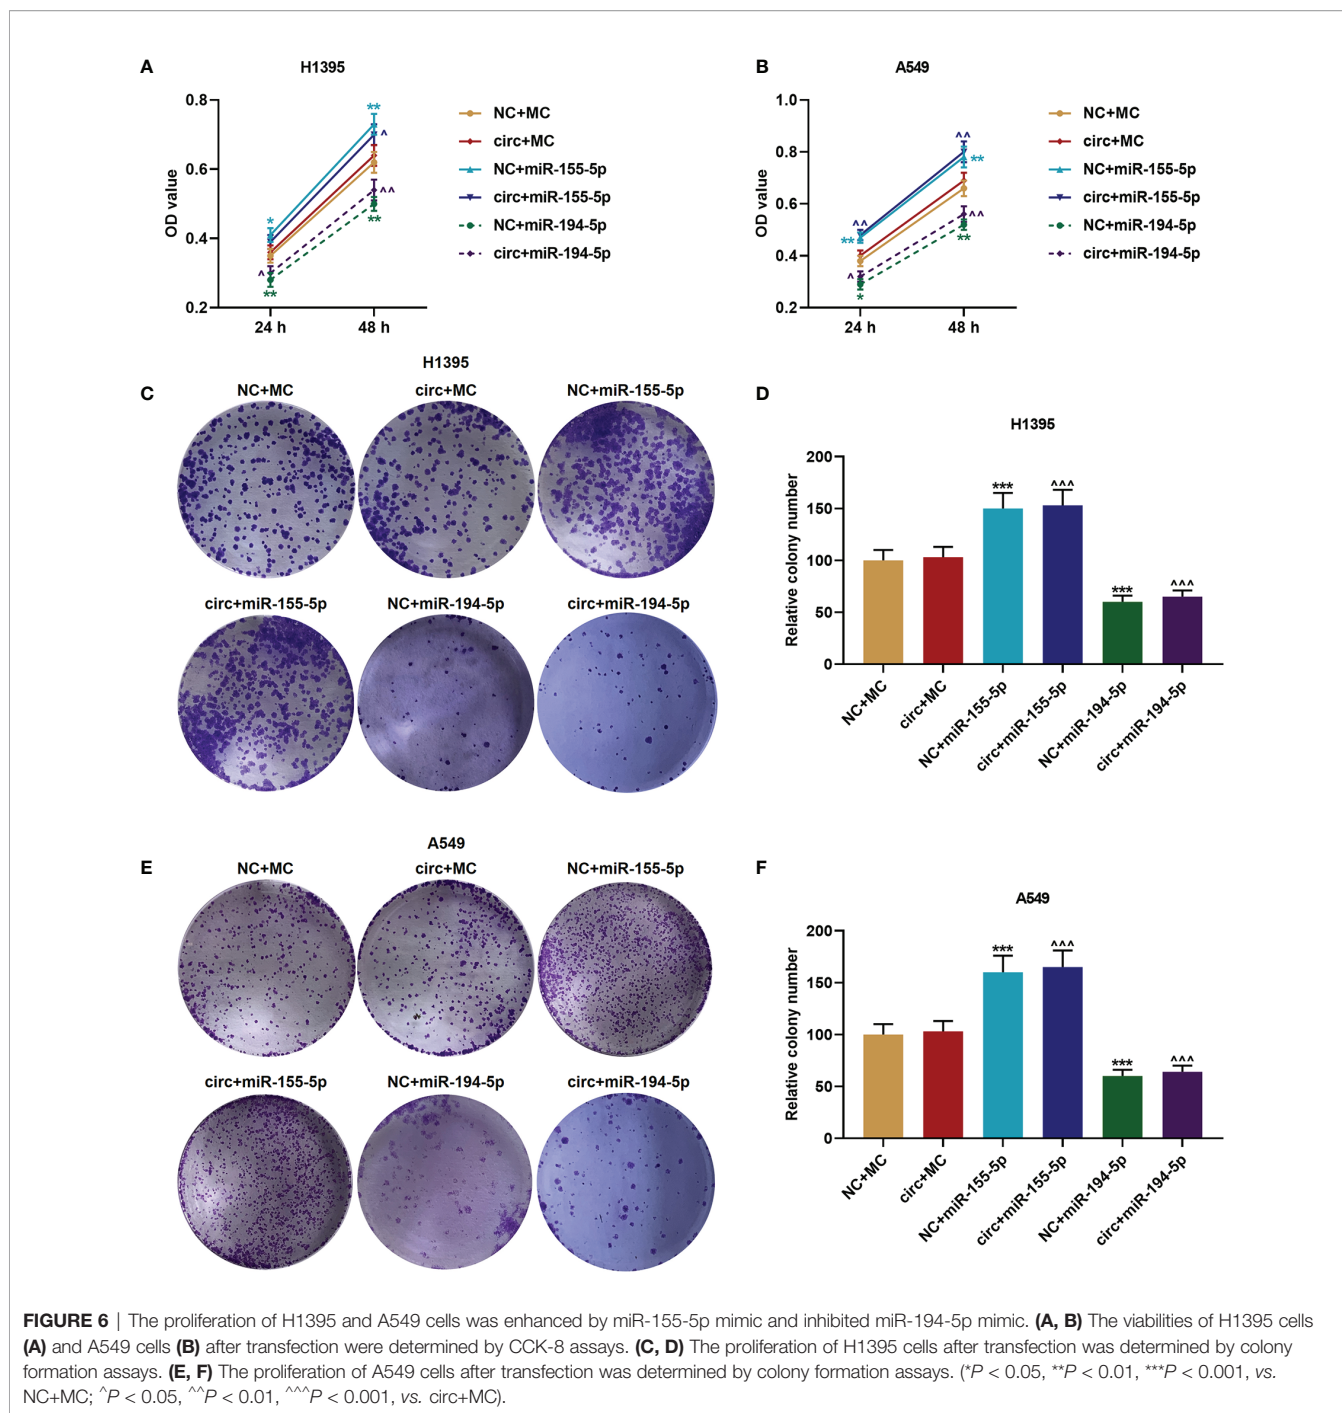 A
H1395
0.8
0.6
0.4
0.2
OD value
24 h
48 h
*
**
^
**
**
^
^^
**
NC+MC
circ+MC
NC+miR-155-5p
circ+miR-155-5p
NC+miR-194-5p
circ+miR-194-5p
B
A549
1.0
0.8
0.6
0.4
0.2
OD value
24 h
48 h
^^
**
^
*
^^
**
^^
**
NC+MC
circ+MC
NC+miR-155-5p
circ+miR-155-5p
NC+miR-194-5p
circ+miR-194-5p
C
H1395
NC+MC
circ+MC
NC+miR-155-5p
circ+miR-155-5p
NC+miR-194-5p
circ+miR-194-5p
D
H1395
200
150
100
50
0
Relative colony number
***
^^^
***
^^^
NC+MC
circ+MC
NC+miR-155-5p
circ+miR-155-5p
NC+miR-194-5p
circ+miR-194-5p
E
A549
NC+MC
circ+MC
NC+miR-155-5p
circ+miR-155-5p
NC+miR-194-5p
circ+miR-194-5p
F
A549
200
150
100
50
0
Relative colony number
***
^^^
***
^^^
NC+MC
circ+MC
NC+miR-155-5p
circ+miR-155-5p
NC+miR-194-5p
circ+miR-194-5p
FIGURE 6 | The proliferation of H1395 and A549 cells was enhanced by miR-155-5p mimic and inhibited miR-194-5p mimic. (A, B) The viabilities of H1395 cells
(A) and A549 cells (B) after transfection were determined by CCK-8 assays. (C, D) The proliferation of H1395 cells after transfection was determined by colony
formation assays. (E, F) The proliferation of A549 cells after transfection was determined by colony formation assays. (*P < 0.05, **P < 0.01, ***P < 0.001, vs.
NC+MC; ^P < 0.05, ^^P < 0.01, ^^^P < 0.001, vs. circ+MC).